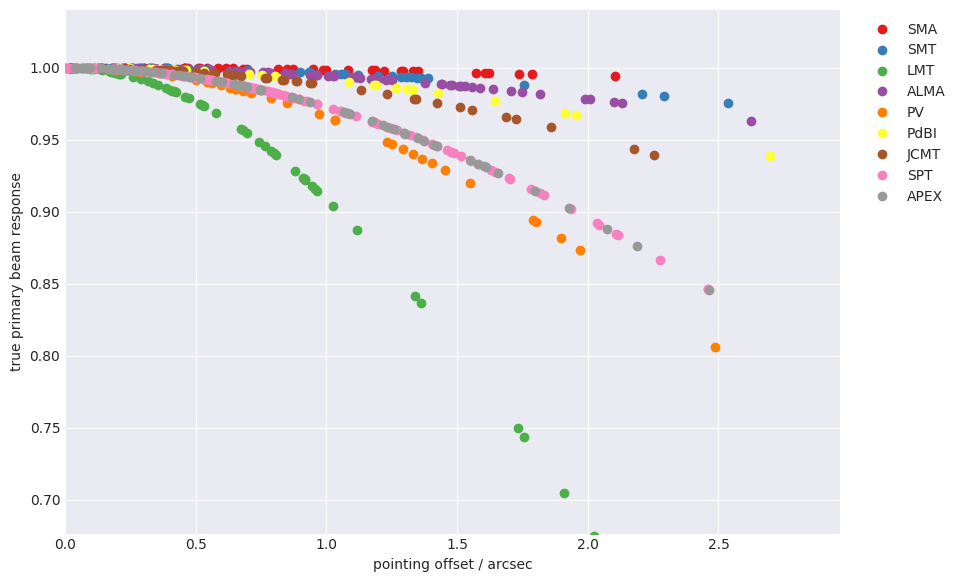 1.00
0.95
0.90
0.85
0.80
0.75
0.70
true primary beam response
0.0 0.5 1.0 1.5 2.0 2.5
pointing offset / arcsec
SMA
SMT
LMT
ALMA
PV
PdBI
JCMT
SPT
APEX